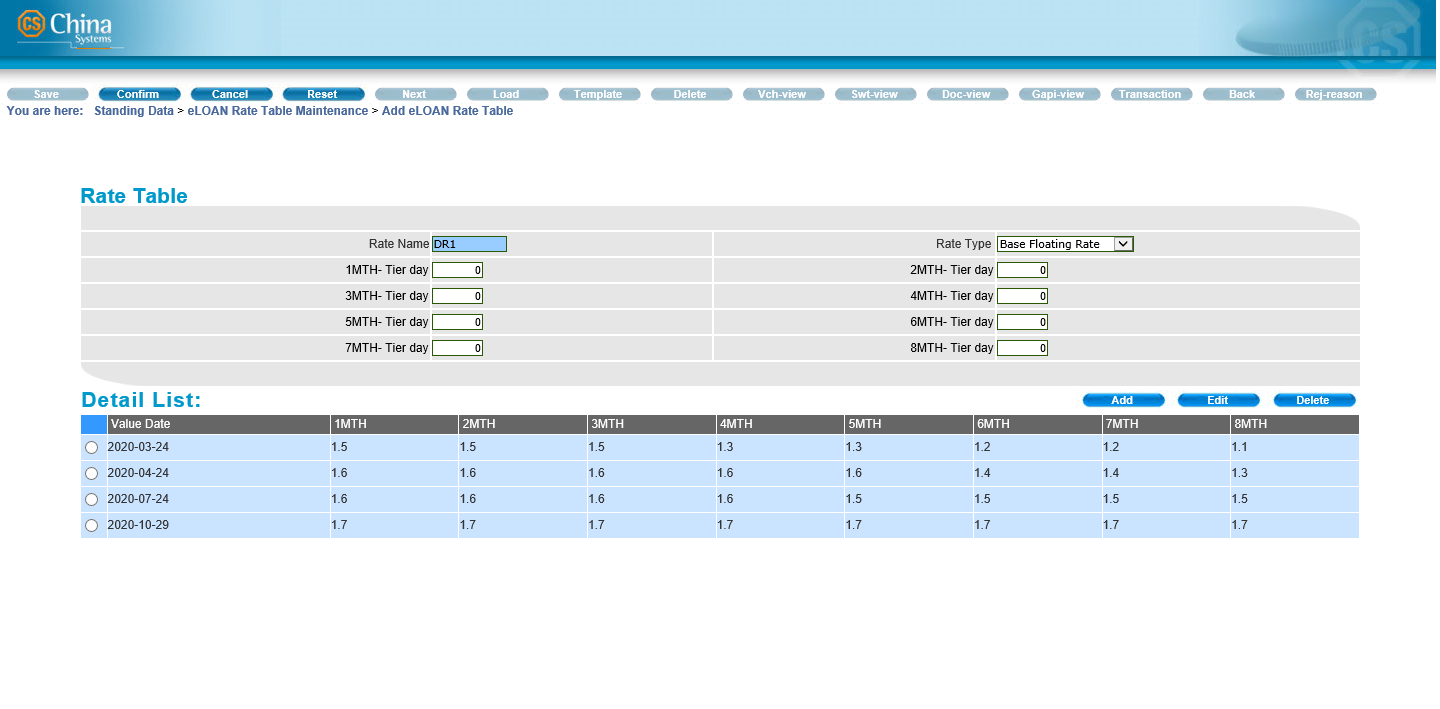 CS China
Systems
CS
Save Confirm Cancel Reset Next Load Template Delete Vch-view Swt-view Doc-view Gapi-view Transaction Back Rej-reason
You are here: Standing Data > eLOAN Rate Table Maintenance > Add eLOAN Rate Table
Rate Table
Rate Name DR1 Rate Type Base Floating Rate
1MTH- Tier day 0 2MTH- Tier day 0
3MTH- Tier day 0 4MTH- Tier day 0
5MTH- Tier day 0 6MTH- Tier day 0
7MTH- Tier day 0 8MTH- Tier day 0
Detail List: Add Edit Delete
Value Date 1MTH 2MTH 3MTH 4MTH 5MTH 6MTH 7MTH 8MTH
2020-03-24 1.5 1.5 1.5 1.3 1.3 1.2 1.2 1.1
2020-04-24 1.6 1.6 1.6 1.6 1.6 1.4 1.4 1.3
2020-07-24 1.6 1.6 1.6 1.6 1.5 1.5 1.5 1.5
2020-10-29 1.7 1.7 1.7 1.7 1.7 1.7 1.7 1.7